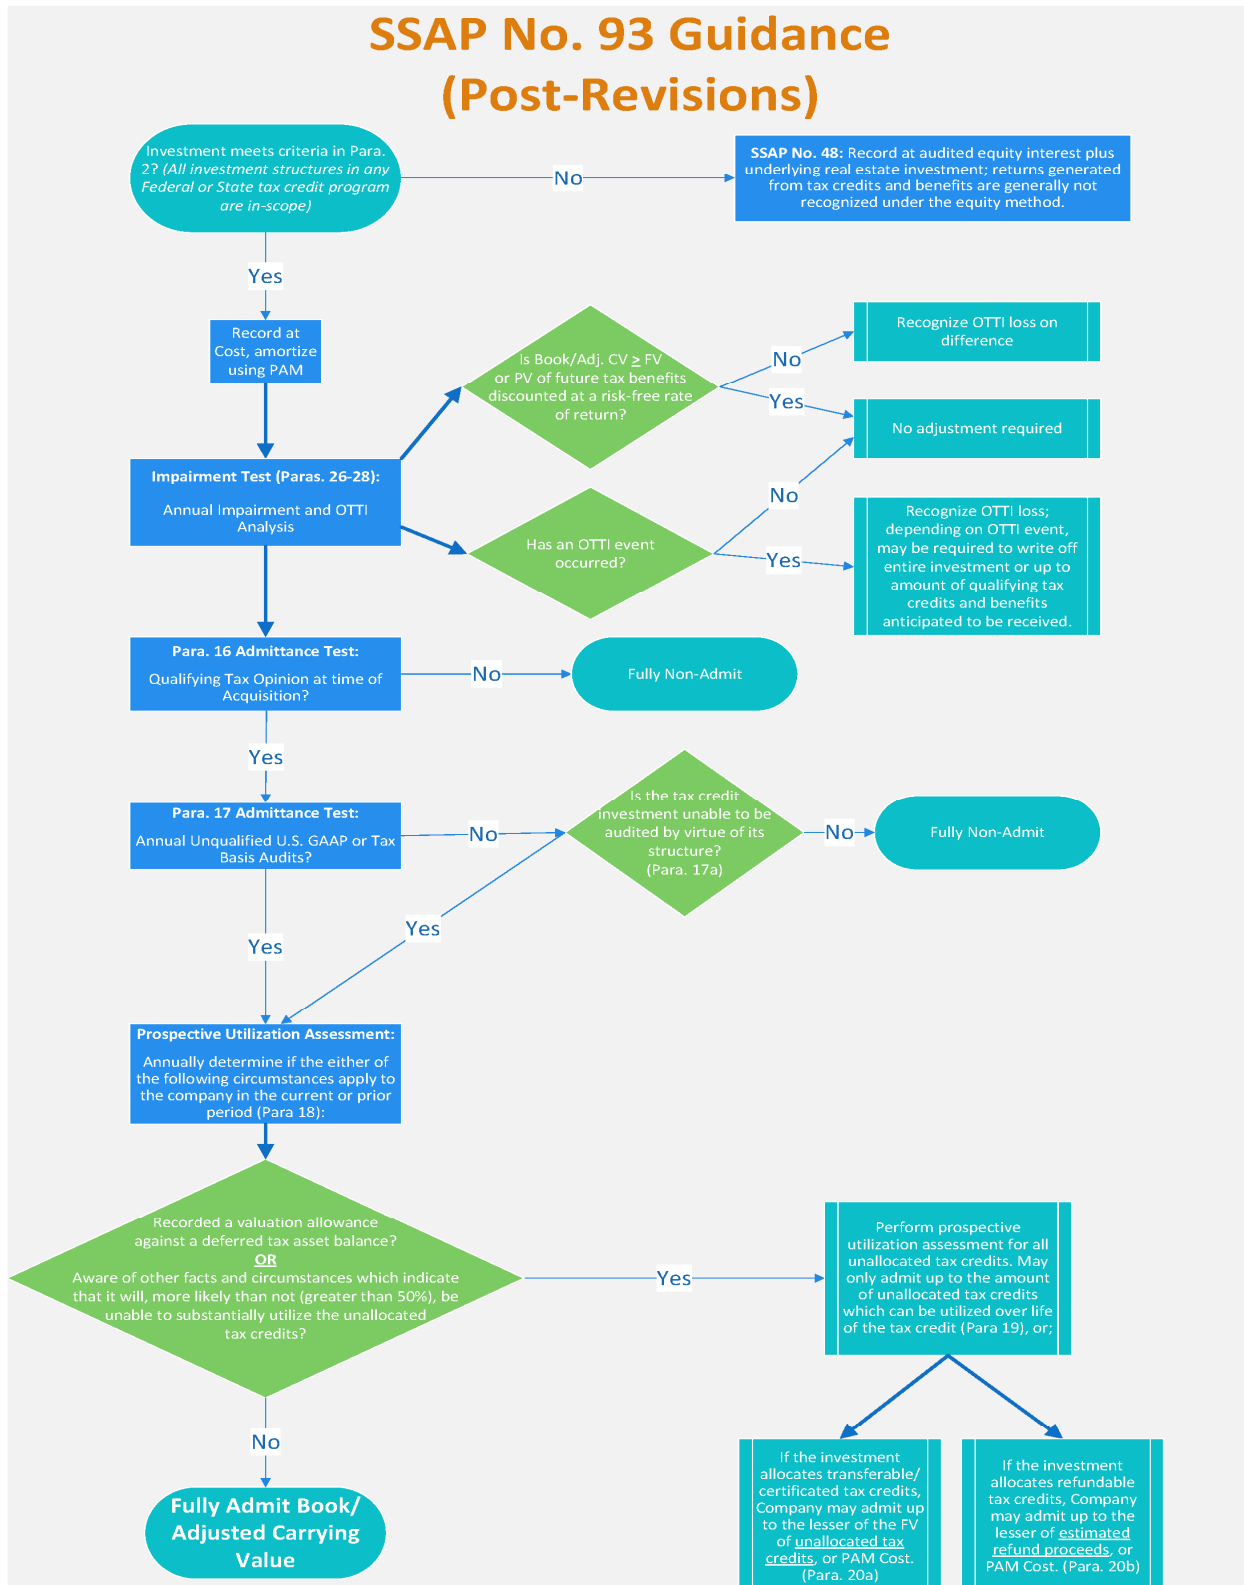 SSAP No. 93 Guidance
(Post-Revisions)
Investment meets criteria in Para.
2? (All investment structures in any
Federal or State tax credit program
are in-scope)
No
SSAP No. 48: Record at audited equity interest plus
underlying real estate investment; returns generated
from tax credits and benefits are generally not
recognized under the equity method.
Yes
Record at
Cost, amortize
using PAM
Is Book/Adj. CV > FV
or PV of future tax benefits
discounted at a risk-free rate
of return?
No
Yes
Recognize OTTI loss on
difference
No adjustment required
Impairment Test (Paras. 26-28):
Annual Impairment and OTTI
Analysis
Has an OTTI event
occurred?
No
Yes
Recognize OTTI loss;
depending on OTTI event,
may be required to write off
entire investment or up to
amount of qualifying tax
credits and benefits
anticipated to be received.
Para. 16 Admittance Test:
Qualifying Tax Opinion at time of
Acquisition?
No
Fully Non-Admit
Yes
Para. 17 Admittance Test:
Annual Unqualified U.S. GAAP or Tax
Basis Audits?
No
Is the tax credit
investment unable to be
audited by virtue of its
structure?
(Para. 17a)
No
Fully Non-Admit
Yes
Yes
Prospective Utilization Assessment:
Annually determine if the either of
the following circumstances apply to
the company in the current or prior
period (Para 18):
Recorded a valuation allowance
against a deferred tax asset balance?
OR
Aware of other facts and circumstances which indicate
that it will, more likely than not (greater than 50%), be
unable to substantially utilize the unallocated
tax credits?
Yes
Perform prospective
utilization assessment for all
unallocated tax credits. May
only admit up to the amount
of unallocated tax credits
which can be utilized over life
of the tax credit (Para 19), or;
No
Fully Admit Book/
Adjusted Carrying
Value
If the investment
allocates transferable/
certificated tax credits,
Company may admit up
to the lesser of the FV
of unallocated tax
credits, or PAM Cost.
(Para. 20a)
If the investment
allocates refundable
tax credits, Company
may admit up to the
lesser of estimated
refund proceeds, or
PAM Cost. (Para. 20b)